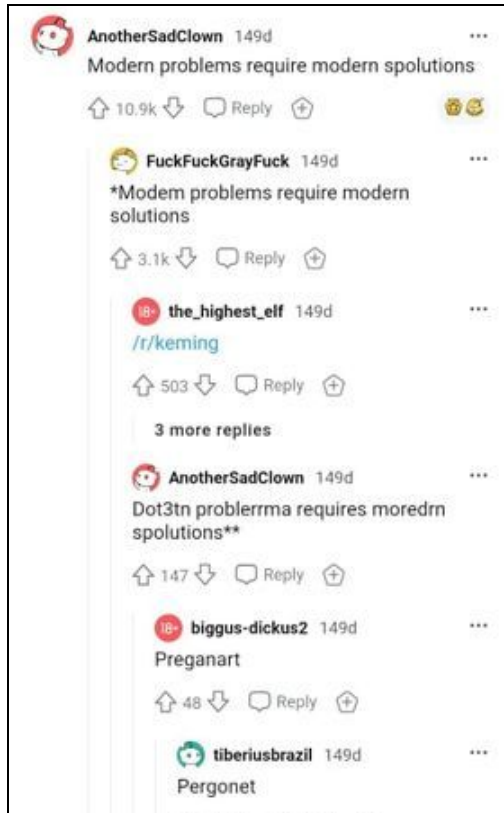 AnotherSadClown 149d
Modern problems require modern spolutions
10.9k Reply
FuckFuckGrayFuck 149d
*Modem problems require modern
solutions
3.1k Reply
18+ the_highest_elf 149d
/r/keming
503 Reply
3 more replies
AnotherSadClown 149d
Dot3tn problerrma requires moredrn
spolutions**
147 Reply
18+ biggus-dickus2 149d
Preganart
48 Reply
tiberiusbrazil 149d
Pergonet